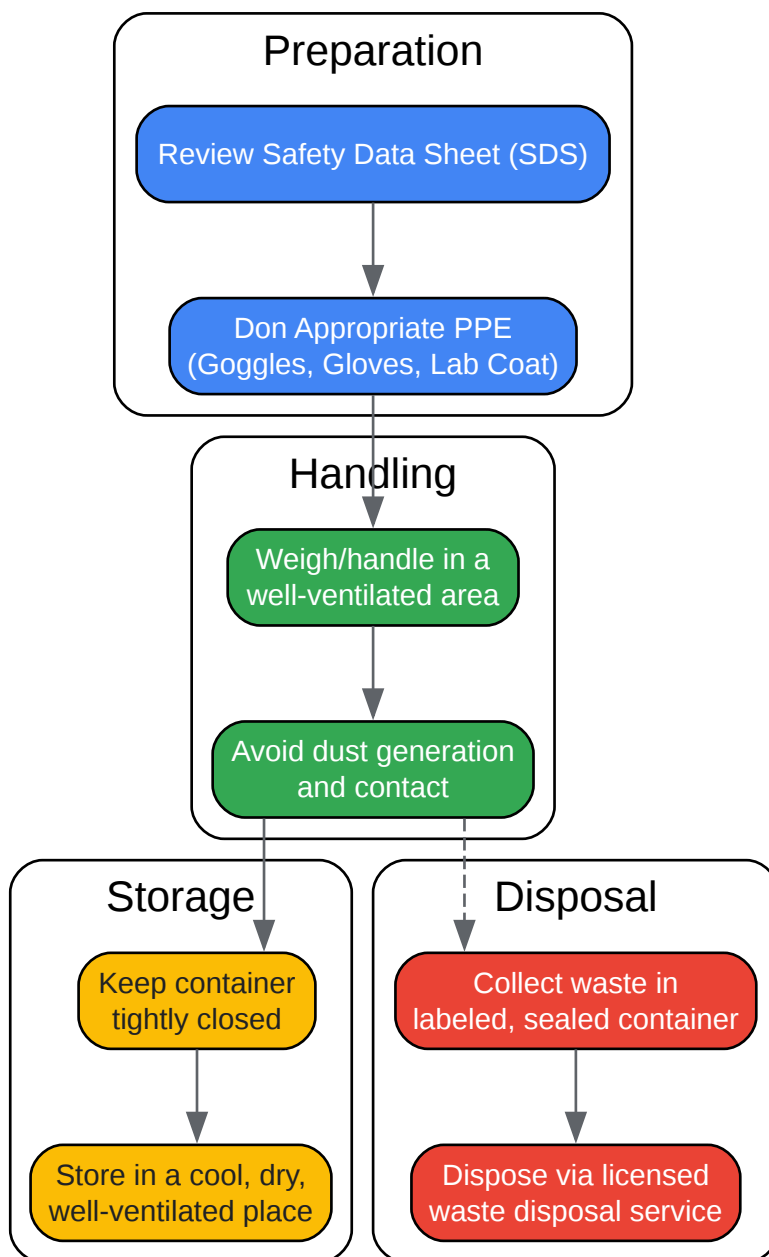 Preparation
Review Safety Data Sheet (SDS)
Don Appropriate PPE
(Goggles, Gloves, Lab Coat)
Handling
Weigh/handle in a
well-ventilated area
Avoid dust generation
and contact
Storage
Keep container
tightly closed
Store in a cool, dry,
well-ventilated place
Disposal
Collect waste in
labeled, sealed container
Dispose via licensed
waste disposal service